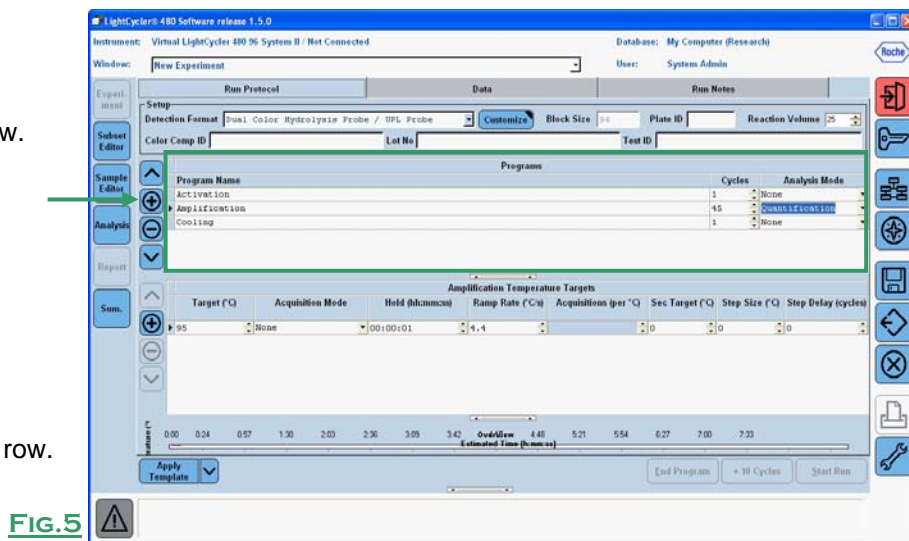 LightCycler® 480 Software release 1.5.0
Instrument: Virtual LightCycler 480 96 System II / Not Connected
Database: My Computer (Research)
Window: New Experiment
User: System Admin
Roche
Experi-
ment
Subset
Editor
Sample
Editor
Analysis
Report
Sum.
Run Protocol Data Run Notes
Setup
Detection Format Dual Color Hydrolysis Probe / UPL Probe Customize Block Size 96 Plate ID Reaction Volume 25
Color Comp ID Lot No Test ID
Programs
Program Name Cycles Analysis Mode
Activation 1 None
Amplification 45 Quantification
Cooling 1 None
Amplification Temperature Targets
Target (°C) Acquisition Mode Hold (hh:mm:ss) Ramp Rate (°C/s) Acquisitions (per °C) Sec Target (°C) Step Size (°C) Step Delay (cycles)
95 None 00:00:01 4.4 0 0 0
0:00 0:24 0:57 1:30 2:03 2:36 3:09 3:42 Overview 4:48 5:21 5:54 6:27 7:00 7:33
Estimated Time (h:mm:ss)
Apply
Template
End Program + 10 Cycles Start Run
w.
row.
FIG.5